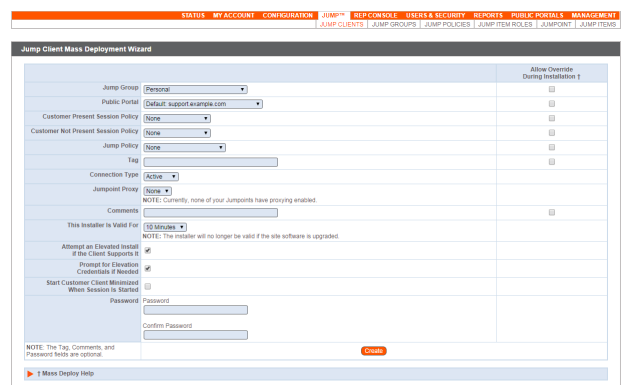 STATUS MY ACCOUNT CONFIGURATION JUMP™ REP CONSOLE USERS & SECURITY REPORTS PUBLIC PORTALS MANAGEMENT
JUMP CLIENTS JUMP GROUPS JUMP POLICIES JUMP ITEM ROLES JUMPOINT JUMP ITEMS
Jump Client Mass Deployment Wizard
Allow Override
During Installation †
Jump Group Personal
Public Portal Default: support.example.com
Customer Present Session Policy None
Customer Not Present Session Policy None
Jump Policy None
Tag
Connection Type Active
Jumpoint Proxy None
NOTE: Currently, none of your Jumpoints have proxying enabled.
Comments
This Installer Is Valid For 10 Minutes
NOTE: The installer will no longer be valid if the site software is upgraded.
Attempt an Elevated Install
if the Client Supports It
Prompt for Elevation
Credentials if Needed
Start Customer Client Minimized
When Session Is Started
Password Password
Confirm Password
NOTE: The Tag, Comments, and
Password fields are optional.
Create
† Mass Deploy Help